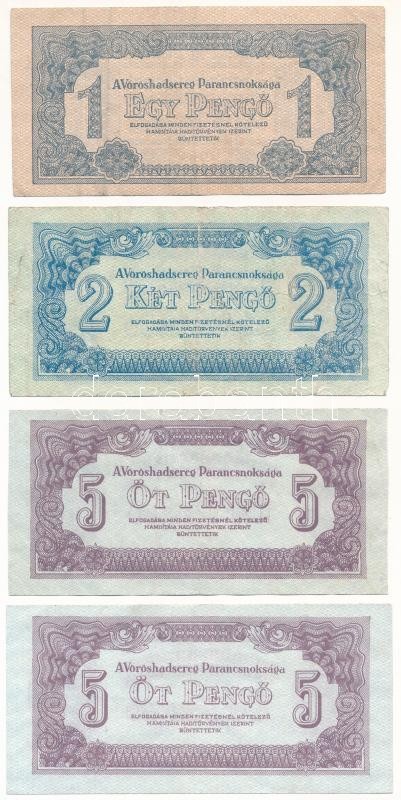 A Vöröshadsereg Parancsnoksága
1 EGY PENGŐ 1
ELFOGADÁSA MINDEN FIZETÉSNÉL KÖTELEZŐ
HAMISÍTÁSA HADITÖRVÉNYEK SZERINT
BÜNTETTETIK
A Vöröshadsereg Parancsnoksága
2 KÉT PENGŐ 2
ELFOGADÁSA MINDEN FIZETÉSNÉL KÖTELEZŐ
HAMISÍTÁSA HADITÖRVÉNYEK SZERINT
BÜNTETTETIK
A Vöröshadsereg Parancsnoksága
5 ÖT PENGŐ 5
ELFOGADÁSA MINDEN FIZETÉSNÉL KÖTELEZŐ
HAMISÍTÁSA HADITÖRVÉNYEK SZERINT
BÜNTETTETIK
A Vöröshadsereg Parancsnoksága
5 ÖT PENGŐ 5
ELFOGADÁSA MINDEN FIZETÉSNÉL KÖTELEZŐ
HAMISÍTÁSA HADITÖRVÉNYEK SZERINT
BÜNTETTETIK